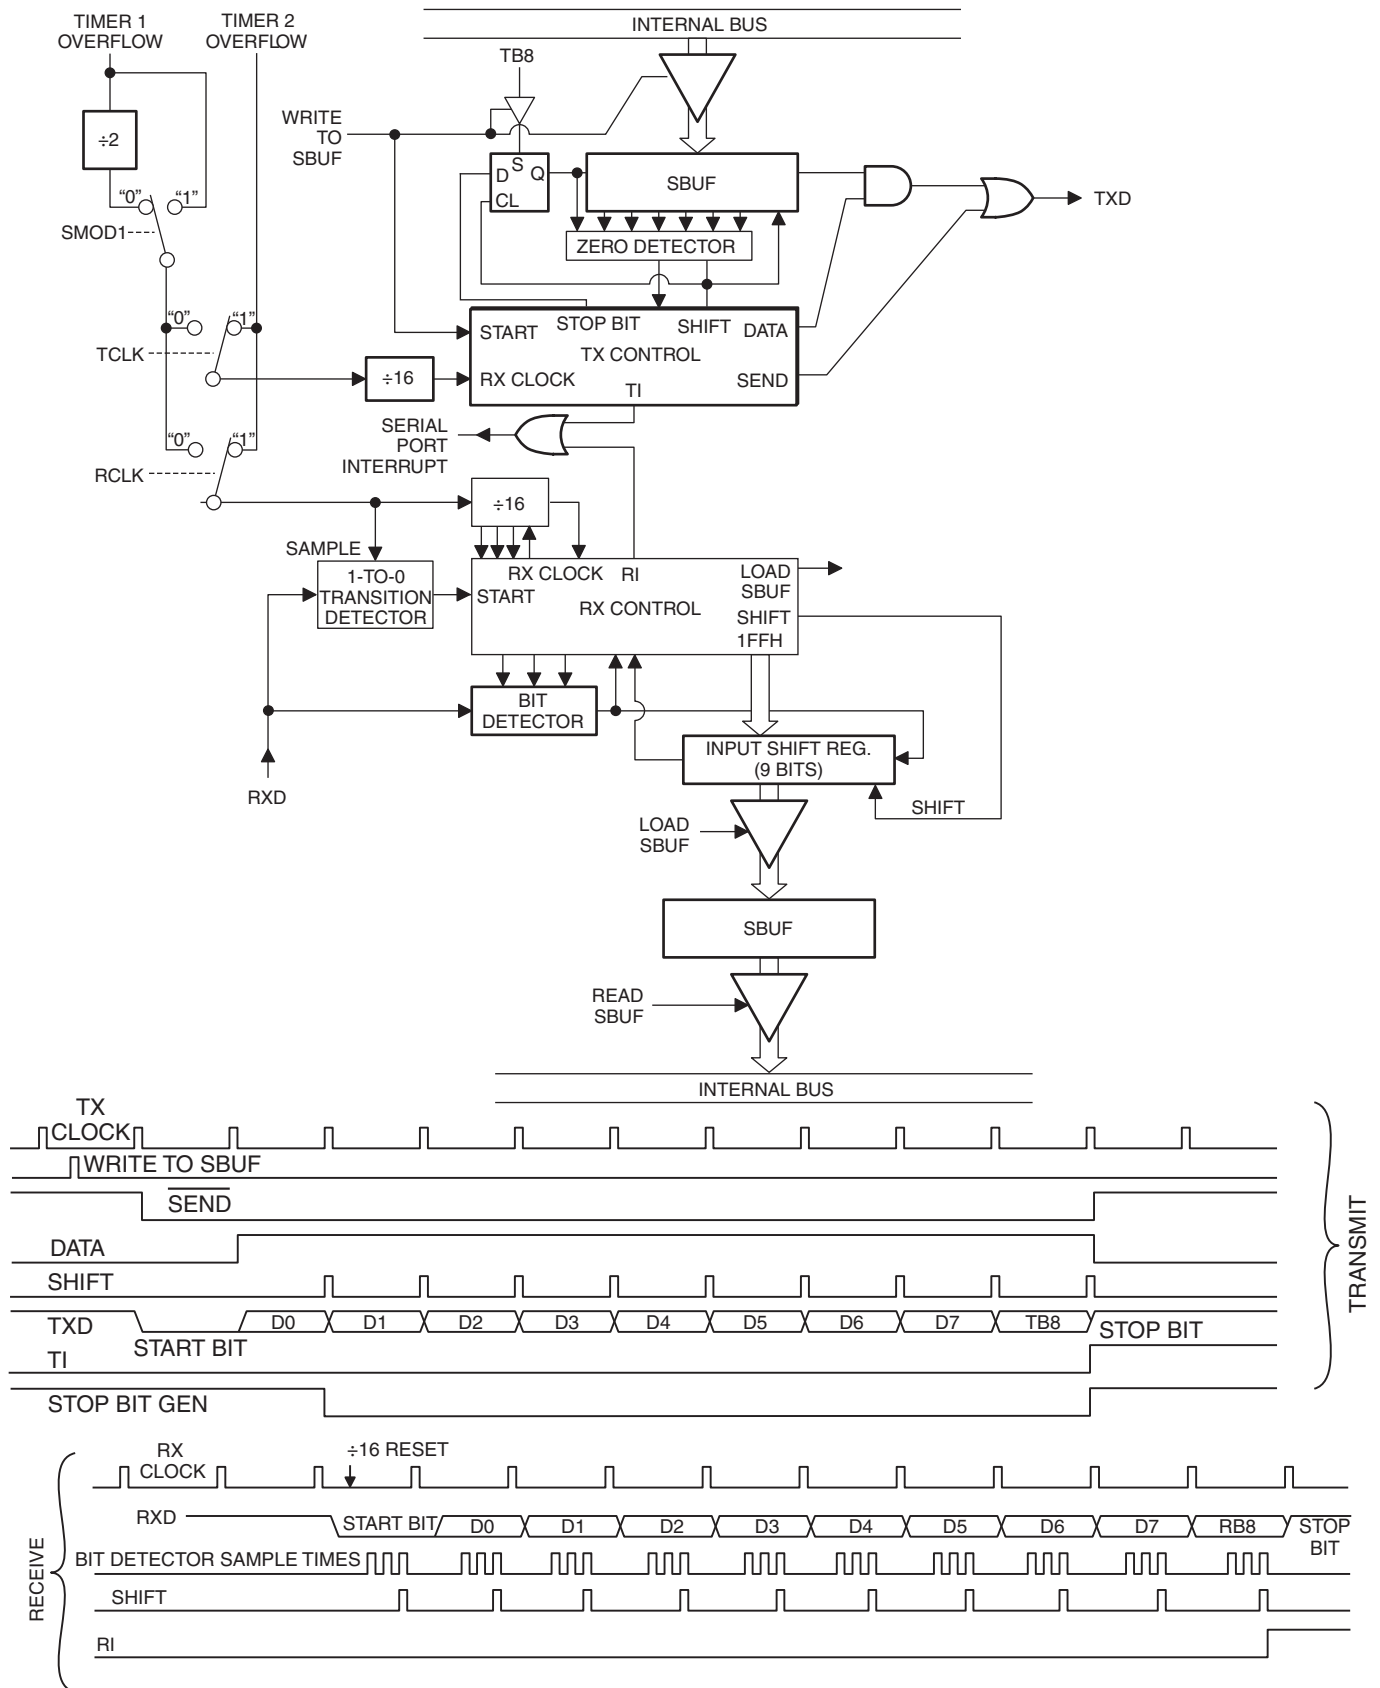 TIMER 1
OVERFLOW
TIMER 2
OVERFLOW
INTERNAL BUS
TB8
WRITE
TO
SBUF
÷2
S
D
Q
CL
SBUF
TXD
“0”
“1”
SMOD1
ZERO DETECTOR
“0”
“1”
TCLK
÷16
START
STOP BIT
SHIFT
DATA
TX CONTROL
RX CLOCK
SEND
TI
SERIAL
PORT
INTERRUPT
“0”
“1”
RCLK
÷16
SAMPLE
1-TO-0
TRANSITION
DETECTOR
RX CLOCK
RI
LOAD
SBUF
START
RX CONTROL
SHIFT
1FFH
BIT
DETECTOR
INPUT SHIFT REG.
(9 BITS)
RXD
SHIFT
LOAD
SBUF
SBUF
READ
SBUF
INTERNAL BUS
TX
CLOCK
WRITE TO SBUF
SEND
DATA
SHIFT
TXD
START BIT
D0
D1
D2
D3
D4
D5
D6
D7
TB8
STOP BIT
TI
STOP BIT GEN
TRANSMIT
RX
CLOCK
÷16 RESET
RXD
START BIT
D0
D1
D2
D3
D4
D5
D6
D7
RB8
STOP
BIT
BIT DETECTOR SAMPLE TIMES
SHIFT
RI
RECEIVE